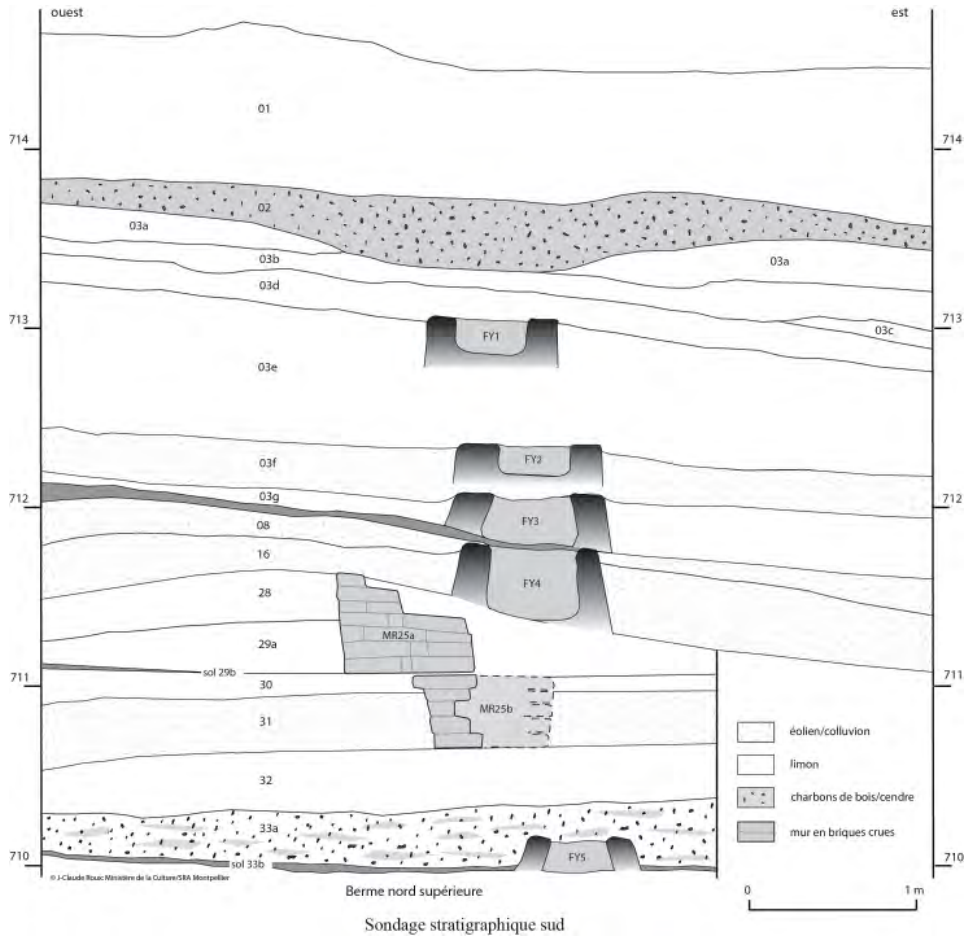 ouest
est
01
714
714
02
03a
03b
03a
03d
713
713
03c
FY1
03e
FY2
03f
03g
712
712
FY3
08
16
FY4
28
MR25a
29a
sol 29b
711
711
30
MR25b
31
éolien/colluvion
limon
32
charbons de bois/cendre
33a
mur en briques crues
710
710
sol 33b
FY5
© J-Claude Rouic Ministère de la Culture/SRA Montpellier
Berme nord supérieure
0
1 m
Sondage stratigraphique sud